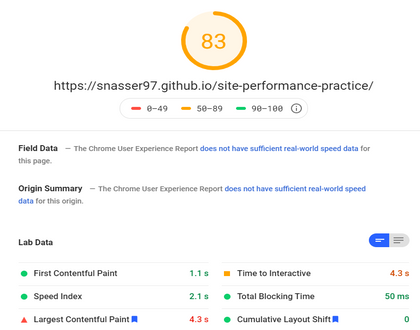 83
https://snasser97.github.io/site-performance-practice/
0–49 50–89 90–100
Field Data — The Chrome User Experience Report does not have sufficient real-world speed data for
this page.
Origin Summary — The Chrome User Experience Report does not have sufficient real-world speed
data for this origin.
Lab Data
First Contentful Paint 1.1 s
Time to Interactive 4.3 s
Speed Index 2.1 s
Total Blocking Time 50 ms
Largest Contentful Paint 4.3 s
Cumulative Layout Shift 0